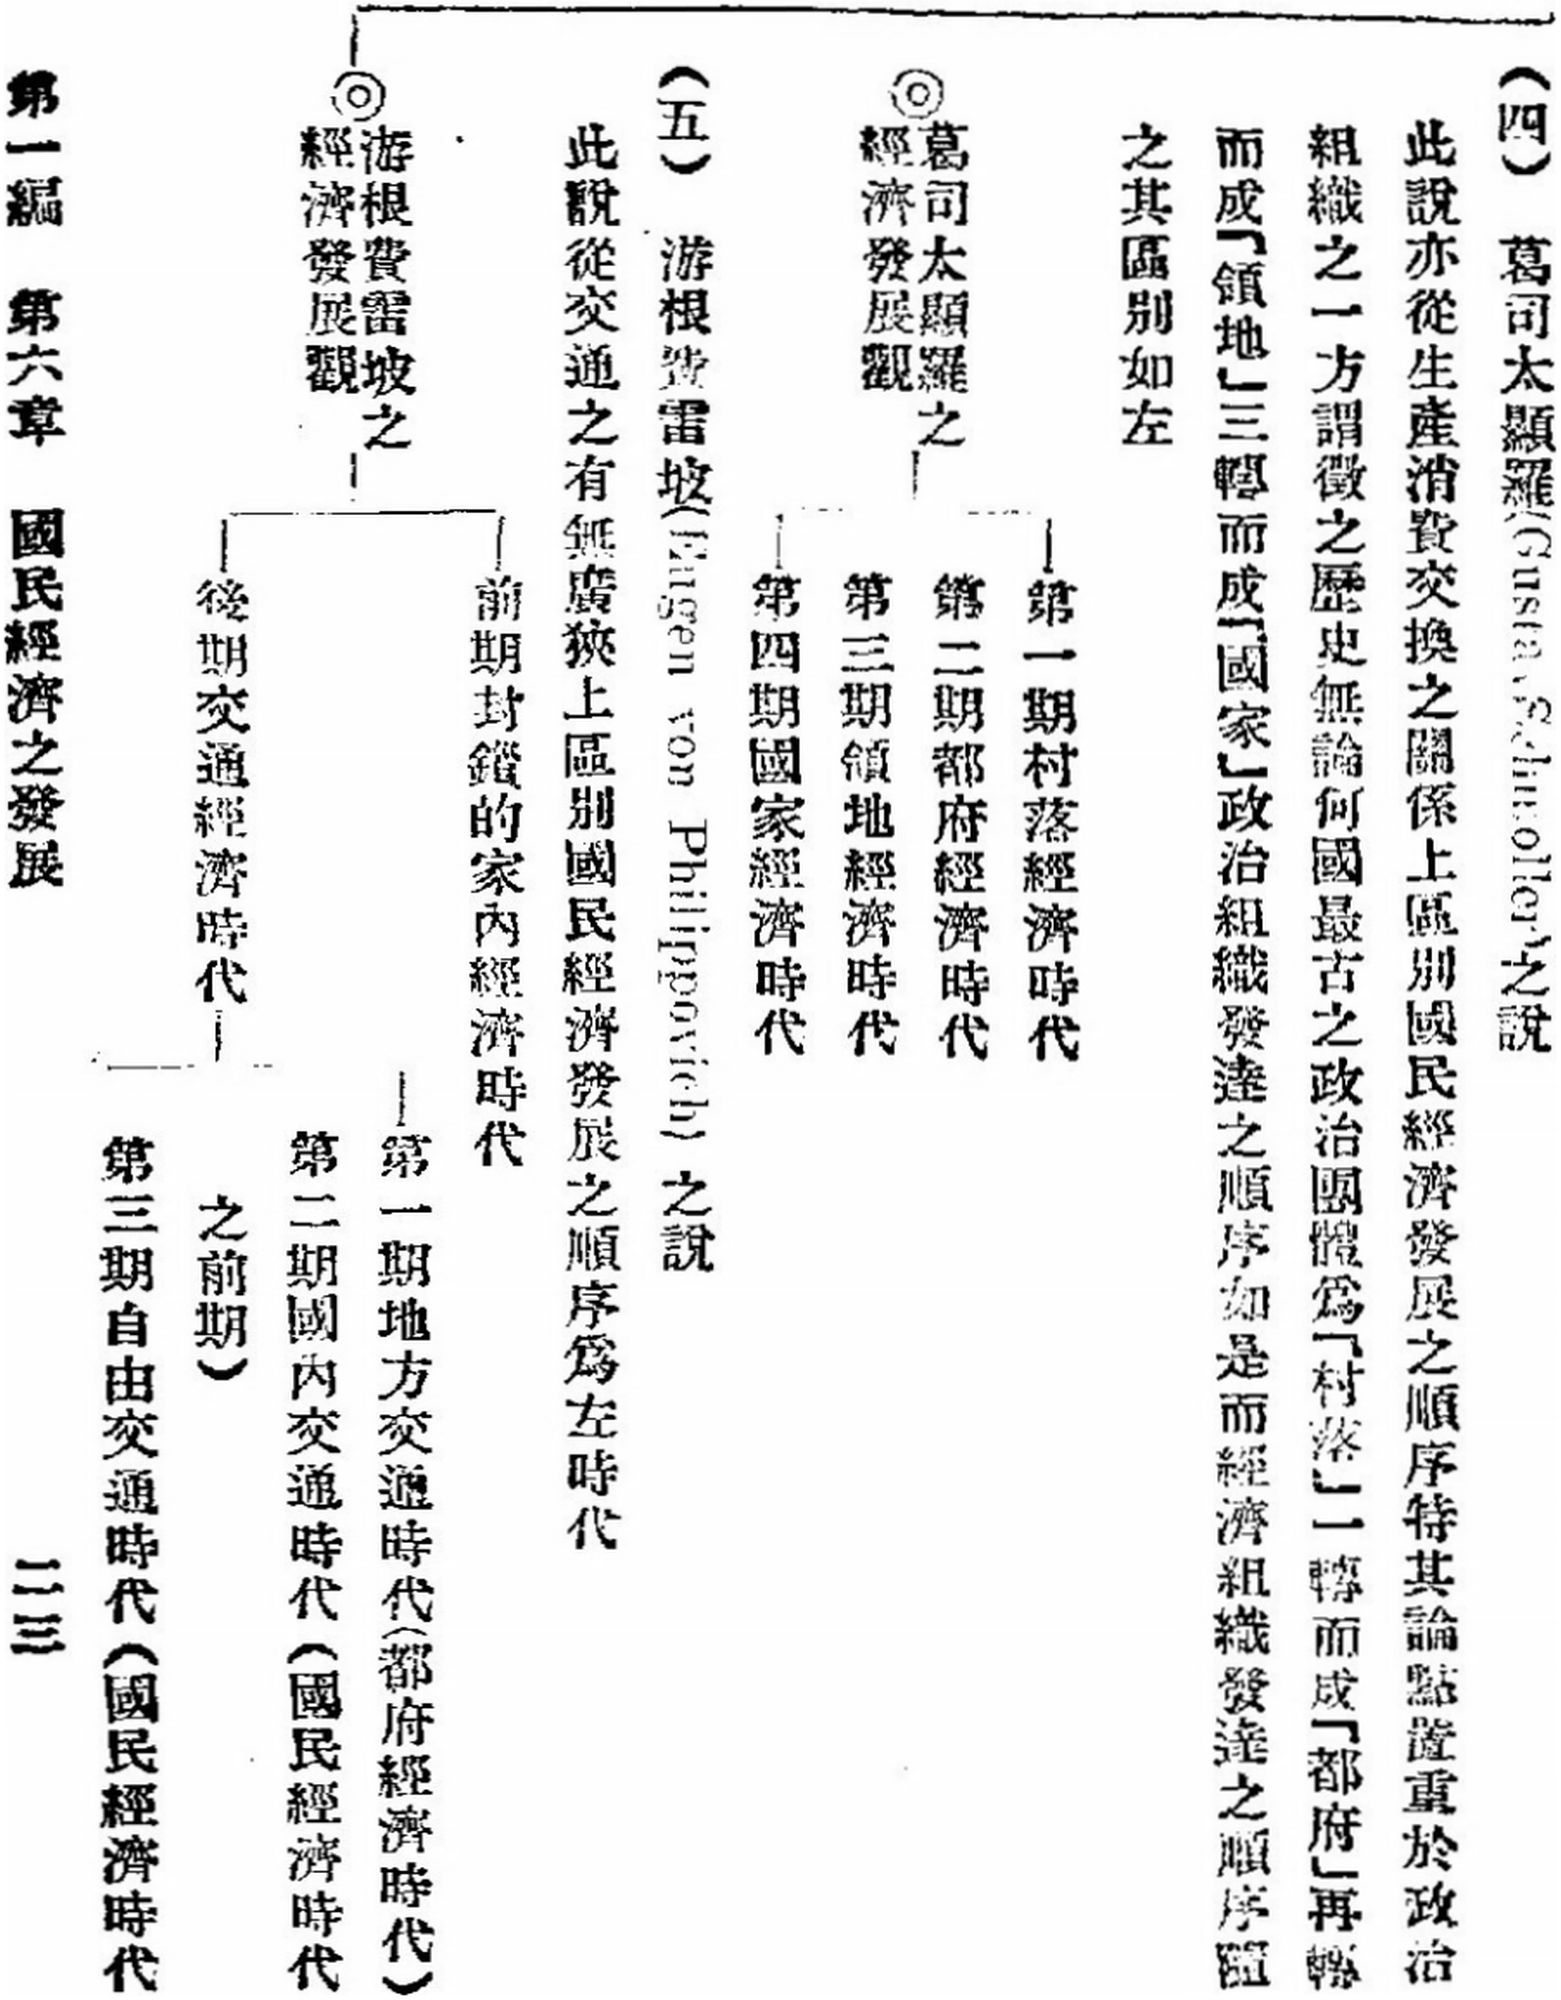 （四）　葛司太顯羅(Gustav Schmoller)之說
此說亦從生產消費交換之關係上區別國民經濟發展之順序特其論點置重於政治
組織之一方謂徵之歷史無論何國最古之政治團體爲「村落」一轉而成「都府」再轉
而成「領地」三轉而成「國家」政治組織發達之順序如是而經濟組織發達之順序隨
之其區別如左
◎葛司太顯羅之
經濟發展觀
第一期村落經濟時代
第二期都府經濟時代
第三期領地經濟時代
第四期國家經濟時代
（五）　游根費雷坡(Eugen von Philippovich)之說
此說從交通之有無廣狹上區別國民經濟發展之順序爲左時代
◎游根費雷坡之
經濟發展觀
前期封鎖的家內經濟時代
後期交通經濟時代
第一期地方交通時代(都府經濟時代)
第二期國內交通時代（國民經濟時代
之前期）
第三期自由交通時代（國民經濟時代
第一編　第六章　國民經濟之發展　二三